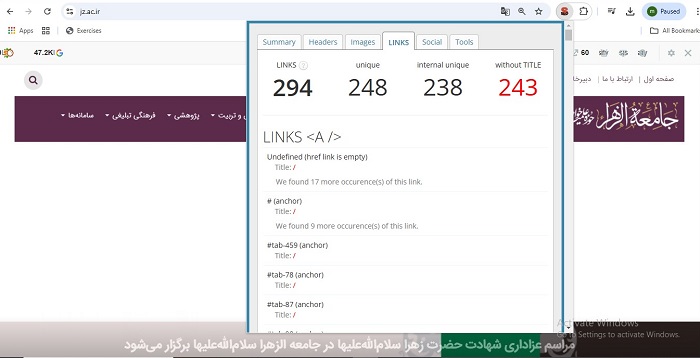 jz.ac.ir
Paused
Apps
BS
Exercises
All Bookmarks
47.2K
60
Summary
Headers
Images
LINKS
Social
Tools
LINKS ?
unique
internal unique
without TITLE
294
248
238
243
صفحه اول | ارتباط با ما |
جامعة الزهرا
پژوهشی
فرهنگی تبلیغی
سامانه‌ها
LINKS <A />
Undefined (href link is empty)
Title: /
We found 17 more occurence(s) of this link.
# (anchor)
Title: /
We found 9 more occurence(s) of this link.
#tab-459 (anchor)
Title: /
#tab-78 (anchor)
Title: /
#tab-87 (anchor)
Title: /
Activate Windows
Go to Settings to activate Windows.
مراسم عزاداری شهادت حضرت زهرا سلام‌الله‌علیها در جامعه الزهرا سلام‌الله‌علیها برگزار می‌شود